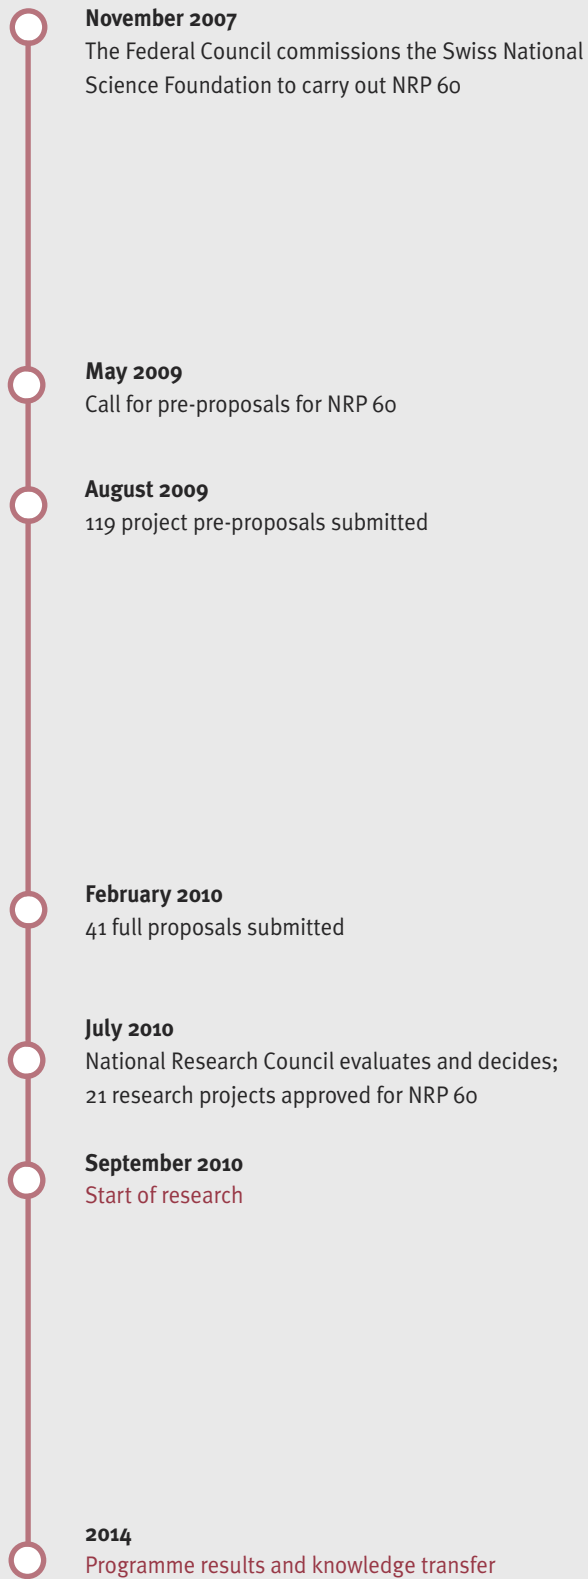 November 2007
The Federal Council commissions the Swiss National
Science Foundation to carry out NRP 60
May 2009
Call for pre-proposals for NRP 60
August 2009
119 project pre-proposals submitted
February 2010
41 full proposals submitted
July 2010
National Research Council evaluates and decides;
21 research projects approved for NRP 60
September 2010
Start of research
2014
Programme results and knowledge transfer